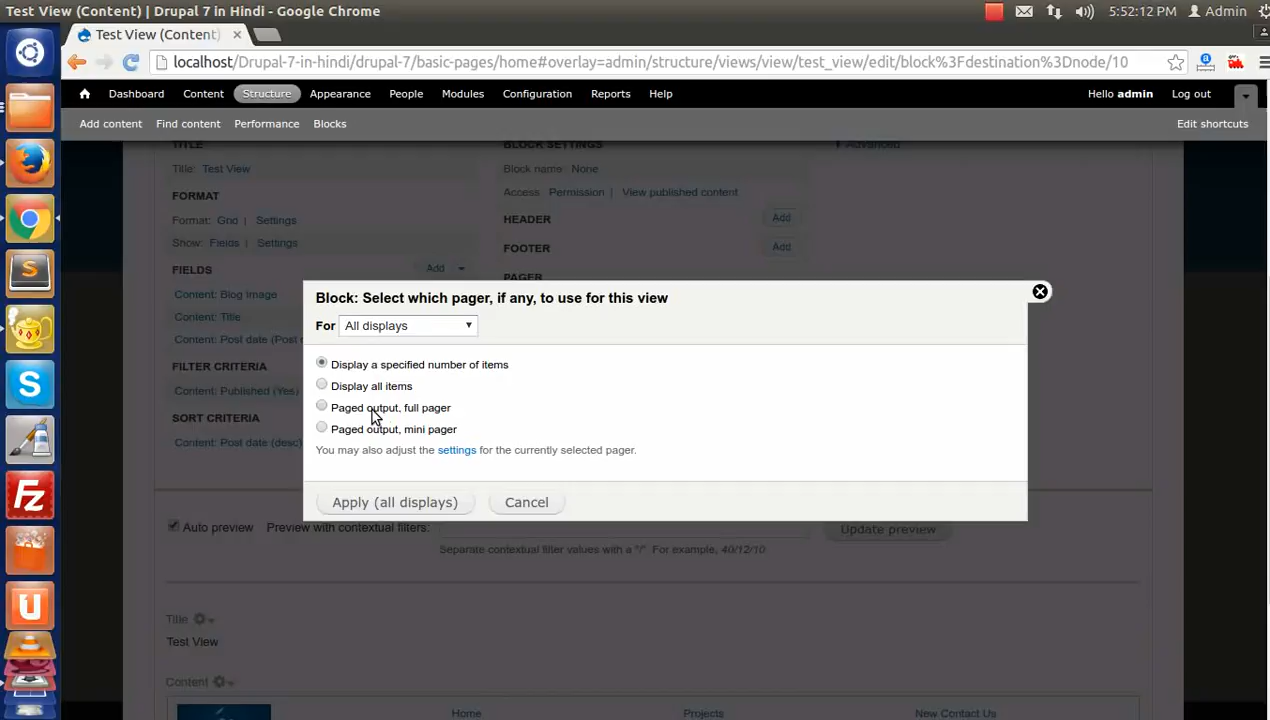 Test View (Content) | Drupal 7 in Hindi - Google Chrome
5:52:12 PM
Admin
Test View (Content)
localhost/Drupal-7-in-hindi/drupal-7/basic-pages/home#overlay=admin/structure/views/view/test_view/edit/block%3Fdestination%3Dnode/10
Dashboard Content Structure Appearance People Modules Configuration Reports Help
Hello admin Log out
Add content Find content Performance Blocks
Edit shortcuts
TITLE
BLOCK SETTINGS
Advanced
Title: Test View
Block name: None
FORMAT
Access: Permission | View published content
Format: Grid | Settings
HEADER
Add
Show: Fields | Settings
FOOTER
Add
FIELDS
Add
PAGER
Content: Blog Image
Content: Title
Content: Post date (Post
FILTER CRITERIA
Content: Published (Yes)
SORT CRITERIA
Content: Post date (desc)
Block: Select which pager, if any, to use for this view
For All displays
Display a specified number of items
Display all items
Paged output, full pager
Paged output, mini pager
You may also adjust the settings for the currently selected pager.
Apply (all displays)
Cancel
Auto preview
Preview with contextual filters:
Update preview
Separate contextual filter values with a "/". For example, 40/12/10
Title
Test View
Content
Home
Projects
New Contact Us